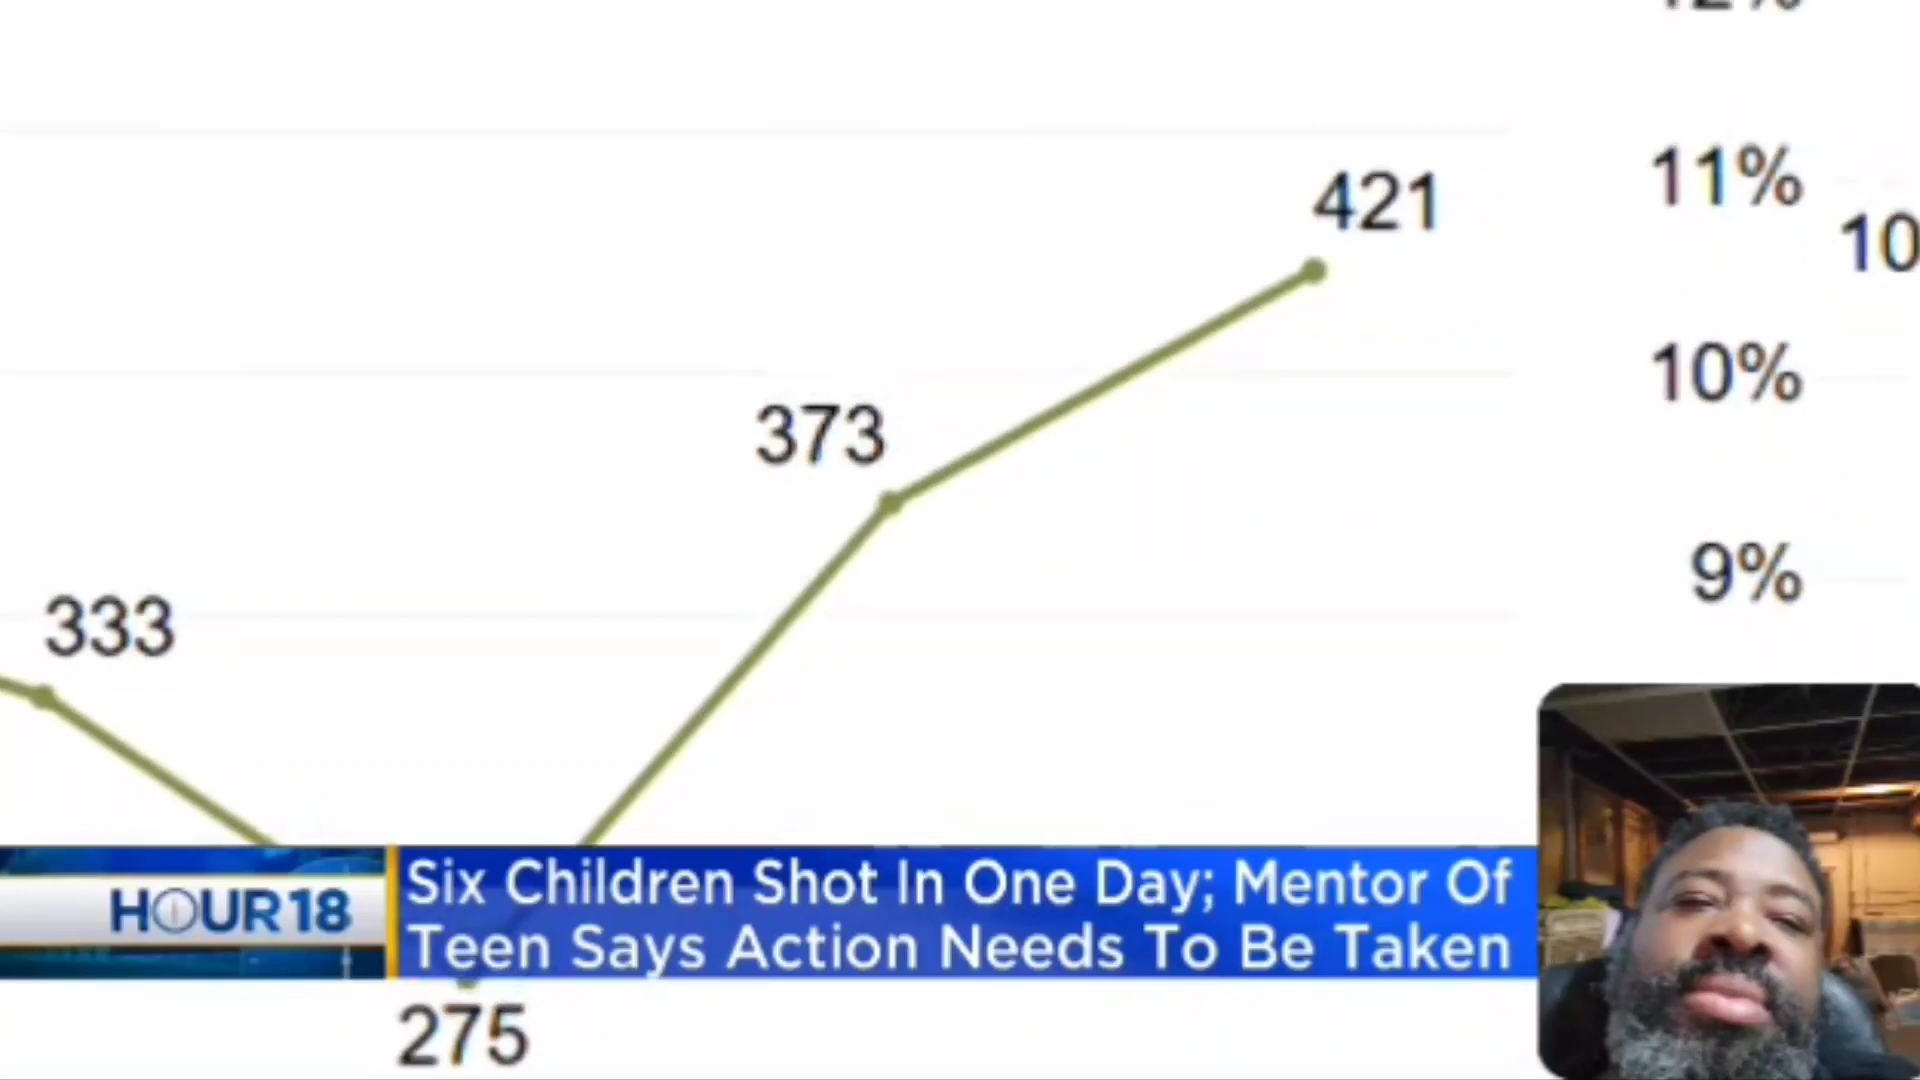 11%
421
10
10%
373
9%
333
HOUR 18
Six Children Shot In One Day; Mentor Of
Teen Says Action Needs To Be Taken
275